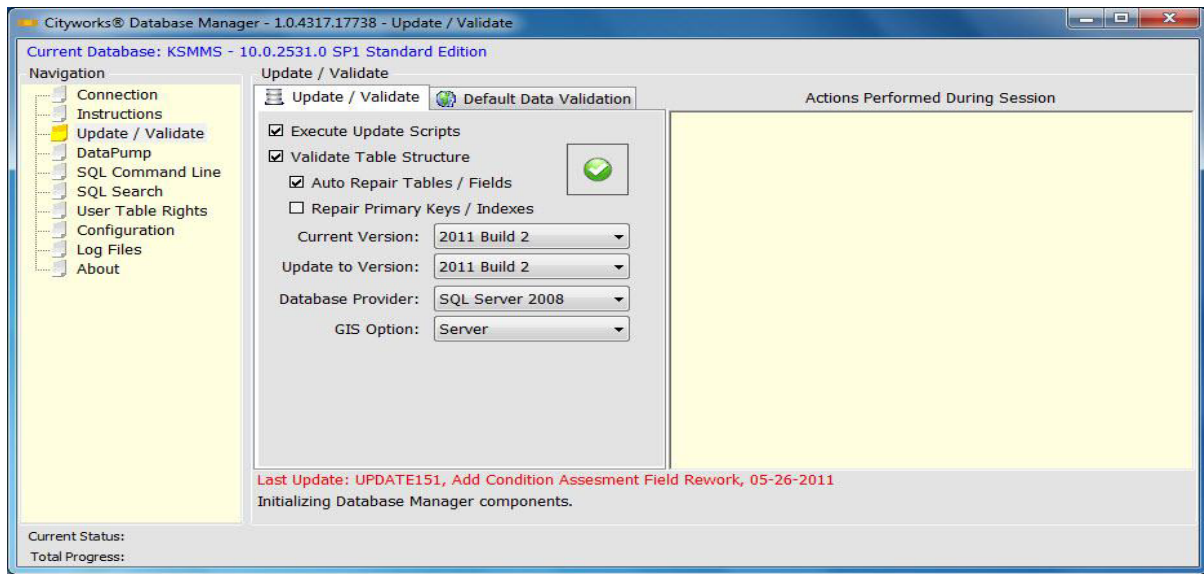 Cityworks® Database Manager - 1.0.4317.17738 - Update / Validate
Current Database: KSMMS - 10.0.2531.0 SP1 Standard Edition
Navigation
Connection
Instructions
Update / Validate
DataPump
SQL Command Line
SQL Search
User Table Rights
Configuration
Log Files
About
Update / Validate
Update / Validate
Default Data Validation
Execute Update Scripts
Validate Table Structure
Auto Repair Tables / Fields
Repair Primary Keys / Indexes
Current Version: 2011 Build 2
Update to Version: 2011 Build 2
Database Provider: SQL Server 2008
GIS Option: Server
Actions Performed During Session
Last Update: UPDATE151, Add Condition Assesment Field Rework, 05-26-2011
Initializing Database Manager components.
Current Status:
Total Progress: